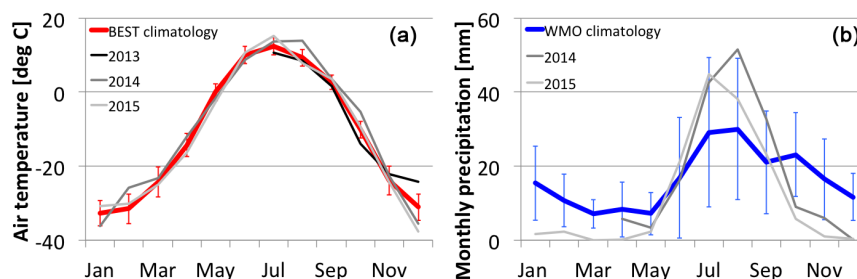 Air temperature [deg C]
20
0
-20
-40
BEST climatology
2013
2014
2015
(a)
Jan Mar May Jul Sep Nov
Monthly precipitation [mm]
60
40
20
0
WMO climatology
2014
2015
(b)
Jan Mar May Jul Sep Nov